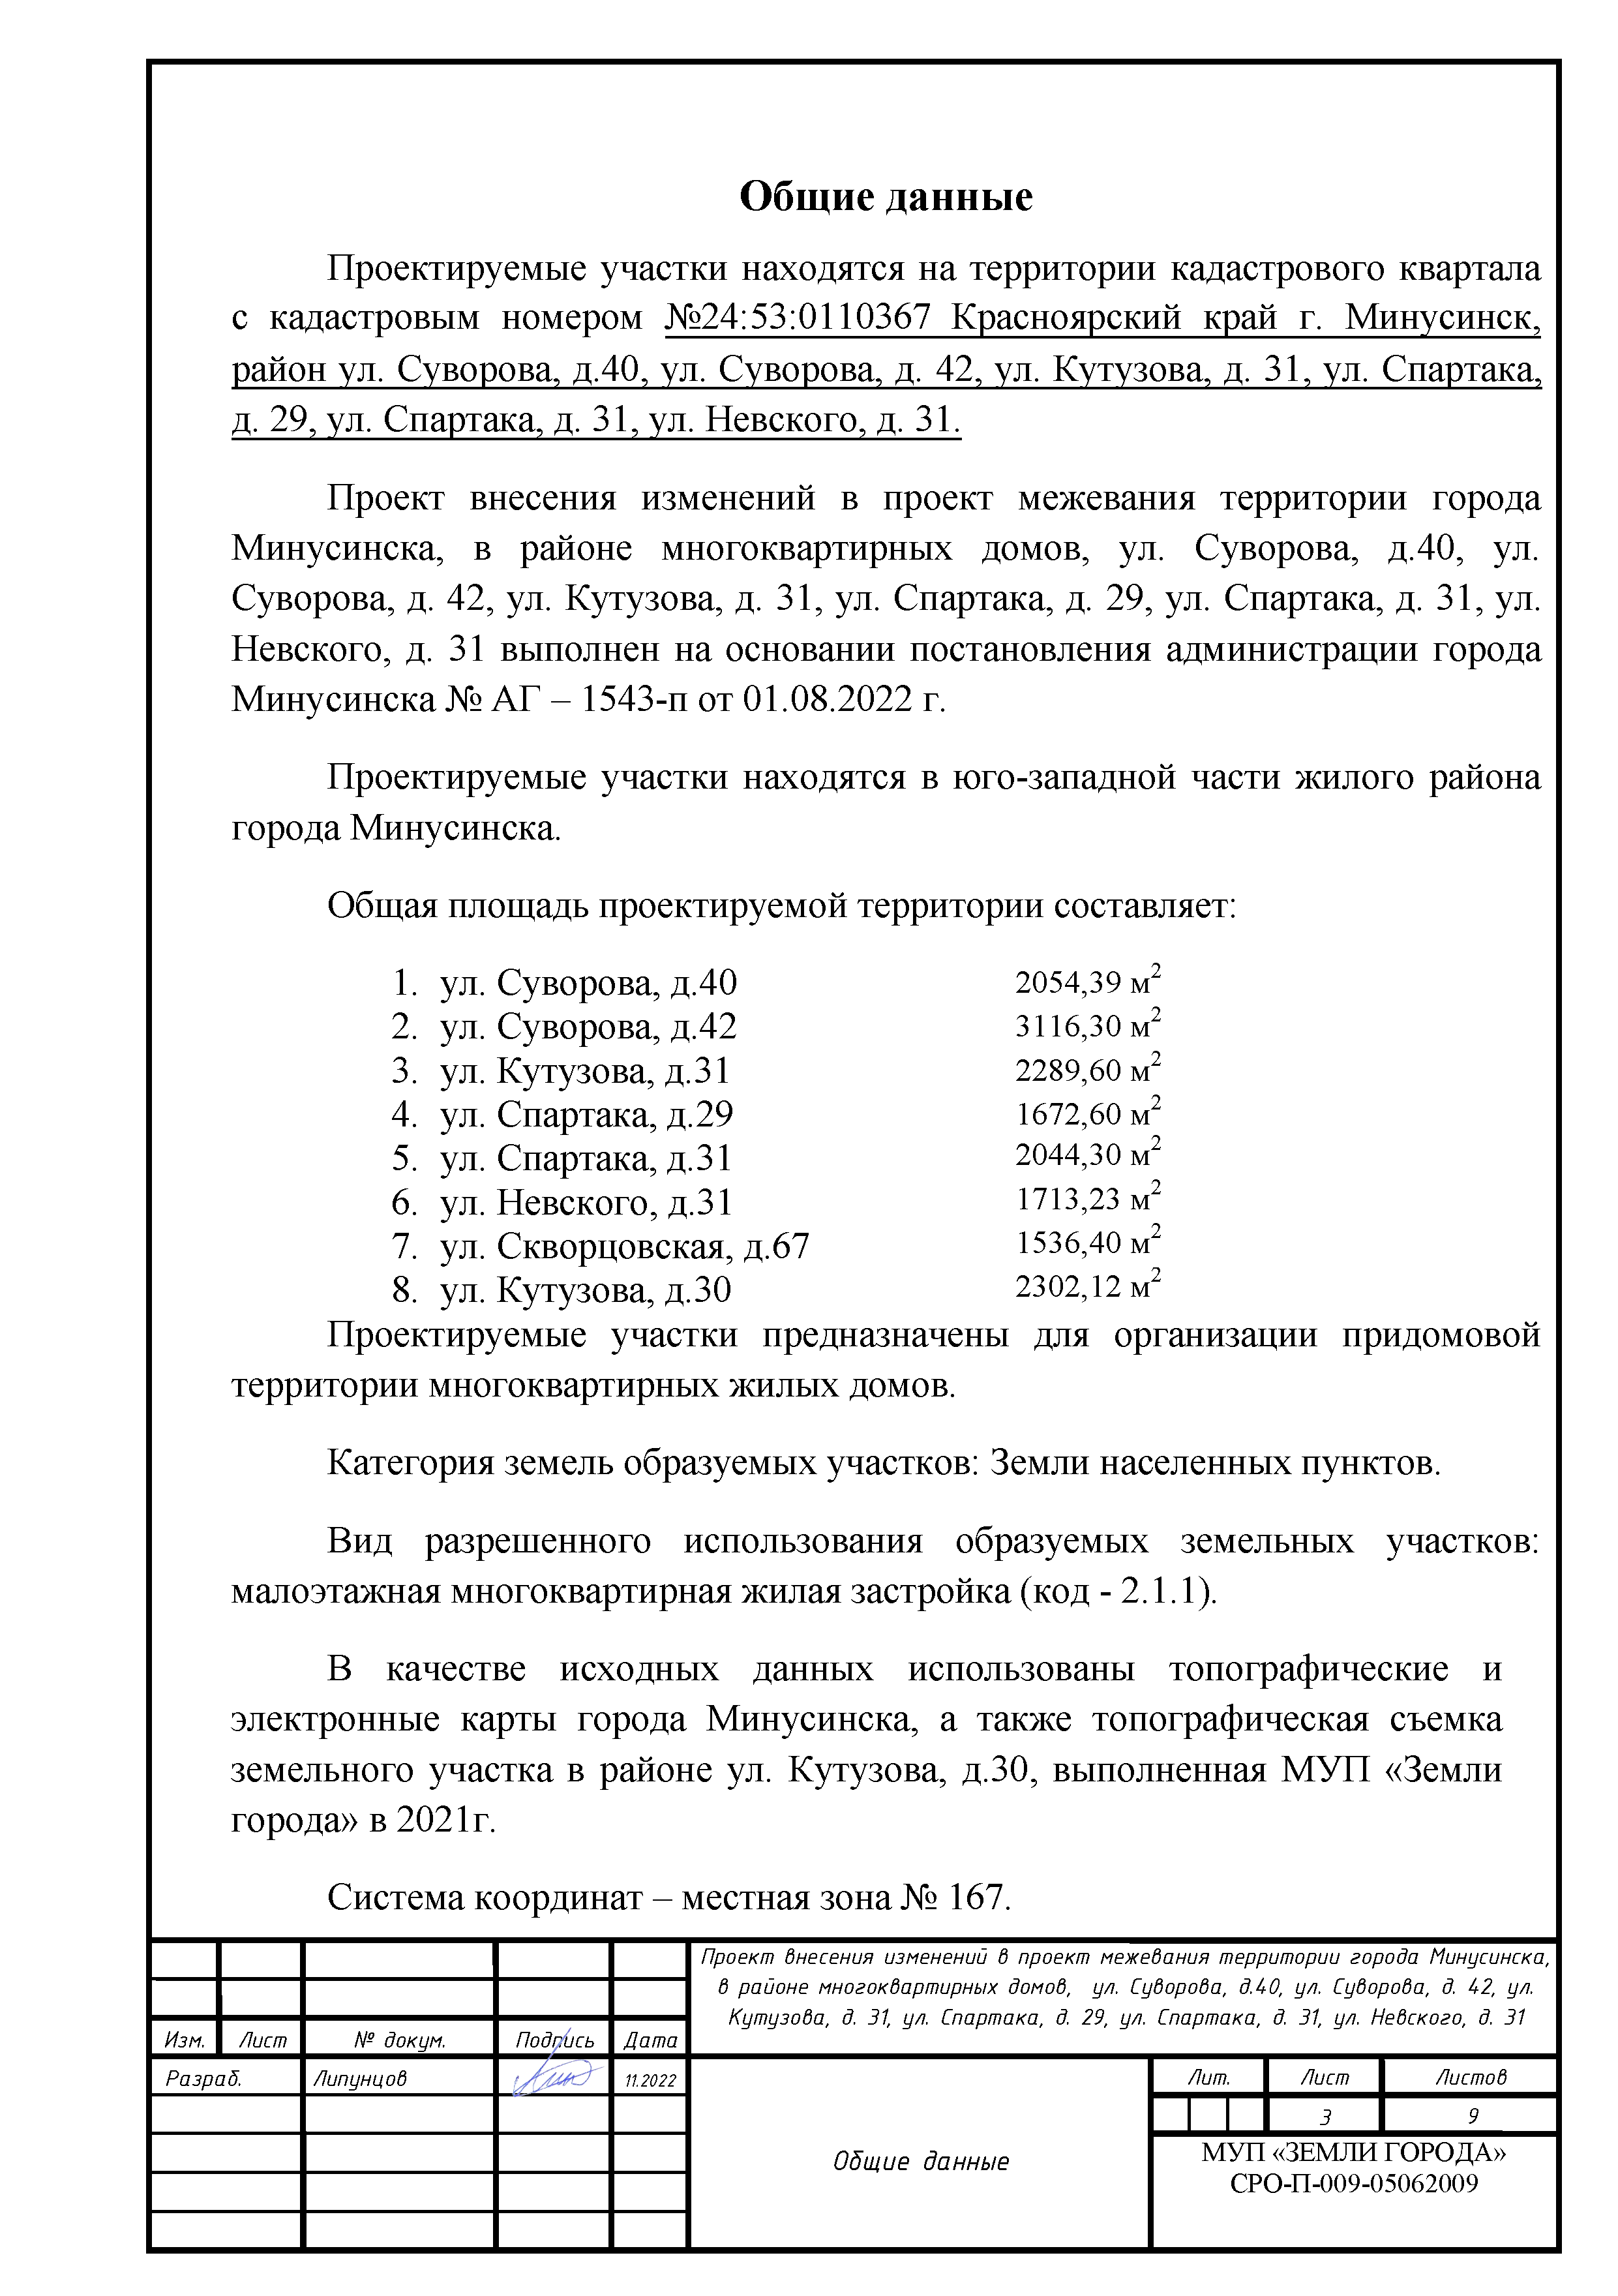 Общие данные
Проектируемые участки находятся на территории кадастрового квартала
с кадастровым номером №24:53:0110367 Красноярский край г. Минусинск,
район ул. Суворова, д.40, ул. Суворова, д. 42, ул. Кутузова, д. 31, ул. Спартака,
д. 29, ул. Спартака, д. 31, ул. Невского, д. 31.
Проект внесения изменений в проект межевания территории города
Минусинска, в районе многоквартирных домов, ул. Суворова, д.40, ул.
Суворова, д. 42, ул. Кутузова, д. 31, ул. Спартака, д. 29, ул. Спартака, д. 31, ул.
Невского, д. 31 выполнен на основании постановления администрации города
Минусинска № АГ – 1543-п от 01.08.2022 г.
Проектируемые участки находятся в юго-западной части жилого района
города Минусинска.
Общая площадь проектируемой территории составляет:
1. ул. Суворова, д.40 2054,39 м²
2. ул. Суворова, д.42 3116,30 м²
3. ул. Кутузова, д.31 2289,60 м²
4. ул. Спартака, д.29 1672,60 м²
5. ул. Спартака, д.31 2044,30 м²
6. ул. Невского, д.31 1713,23 м²
7. ул. Скворцовская, д.67 1536,40 м²
8. ул. Кутузова, д.30 2302,12 м²
Проектируемые участки предназначены для организации придомовой
территории многоквартирных жилых домов.
Категория земель образуемых участков: Земли населенных пунктов.
Вид разрешенного использования образуемых земельных участков:
малоэтажная многоквартирная жилая застройка (код - 2.1.1).
В качестве исходных данных использованы топографические и
электронные карты города Минусинска, а также топографическая съемка
земельного участка в районе ул. Кутузова, д.30, выполненная МУП «Земли
города» в 2021г.
Система координат – местная зона № 167.
Проект внесения изменений в проект межевания территории города Минусинска,
в районе многоквартирных домов, ул. Суворова, д.40, ул. Суворова, д. 42, ул.
Кутузова, д. 31, ул. Спартака, д. 29, ул. Спартака, д. 31, ул. Невского, д. 31
Изм. Лист № докум. Подпись Дата
Разраб. Липунцов 11.2022
Лит. Лист Листов
3 9
Общие данные
МУП «ЗЕМЛИ ГОРОДА»
СРО-П-009-05062009